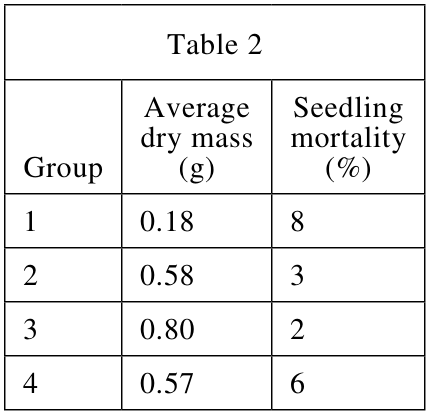 Table 2
Group
Average
dry mass
(g)
Seedling
mortality
(%)
1 0.18 8
2 0.58 3
3 0.80 2
4 0.57 6